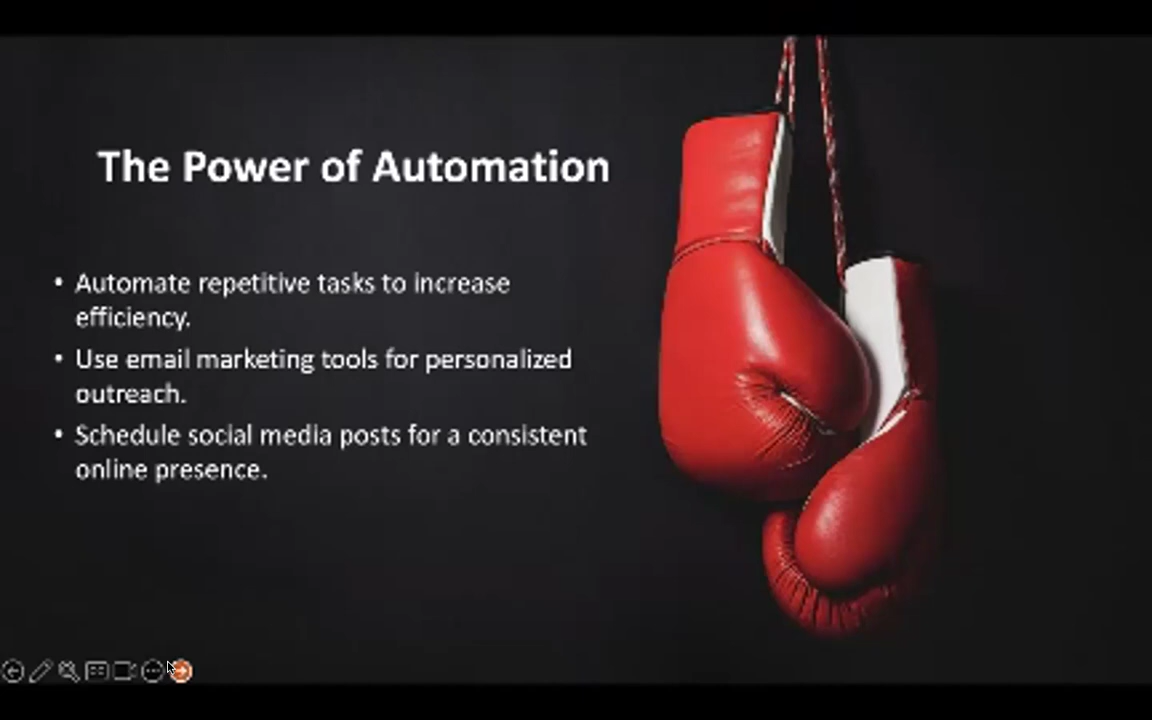 The Power of Automation
• Automate repetitive tasks to increase
efficiency.
• Use email marketing tools for personalized
outreach.
• Schedule social media posts for a consistent
online presence.